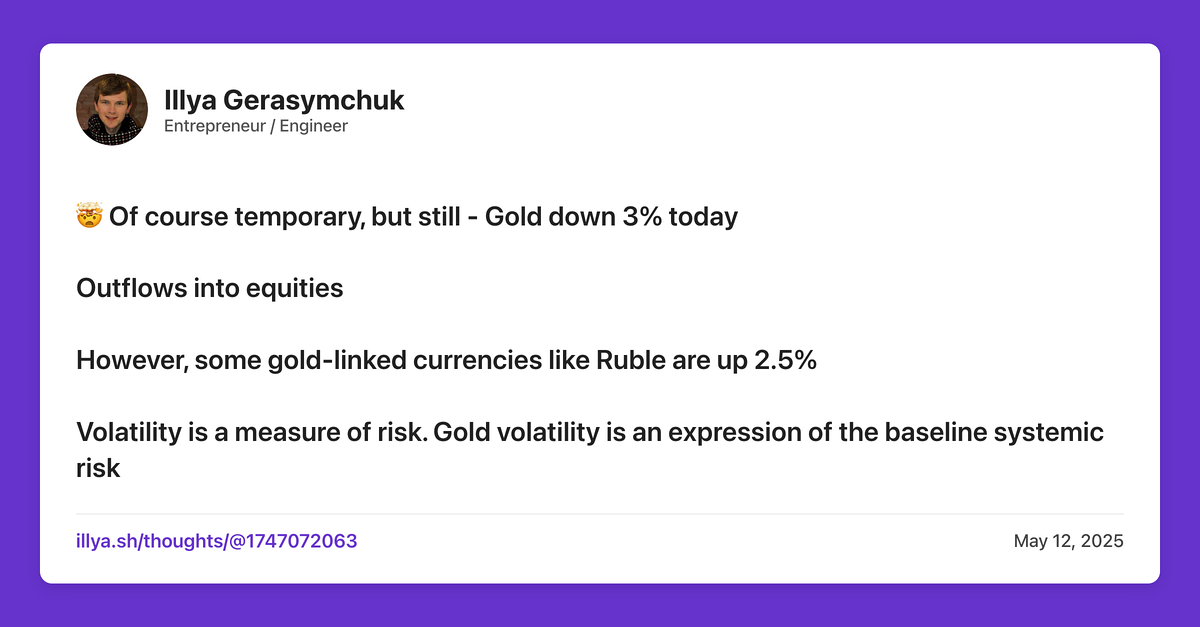 Illya Gerasymchuk
Entrepreneur / Engineer
🤯 Of course temporary, but still - Gold down 3% today
Outflows into equities
However, some gold-linked currencies like Ruble are up 2.5%
Volatility is a measure of risk. Gold volatility is an expression of the baseline systemic
risk
illya.sh/thoughts/@1747072063
May 12, 2025